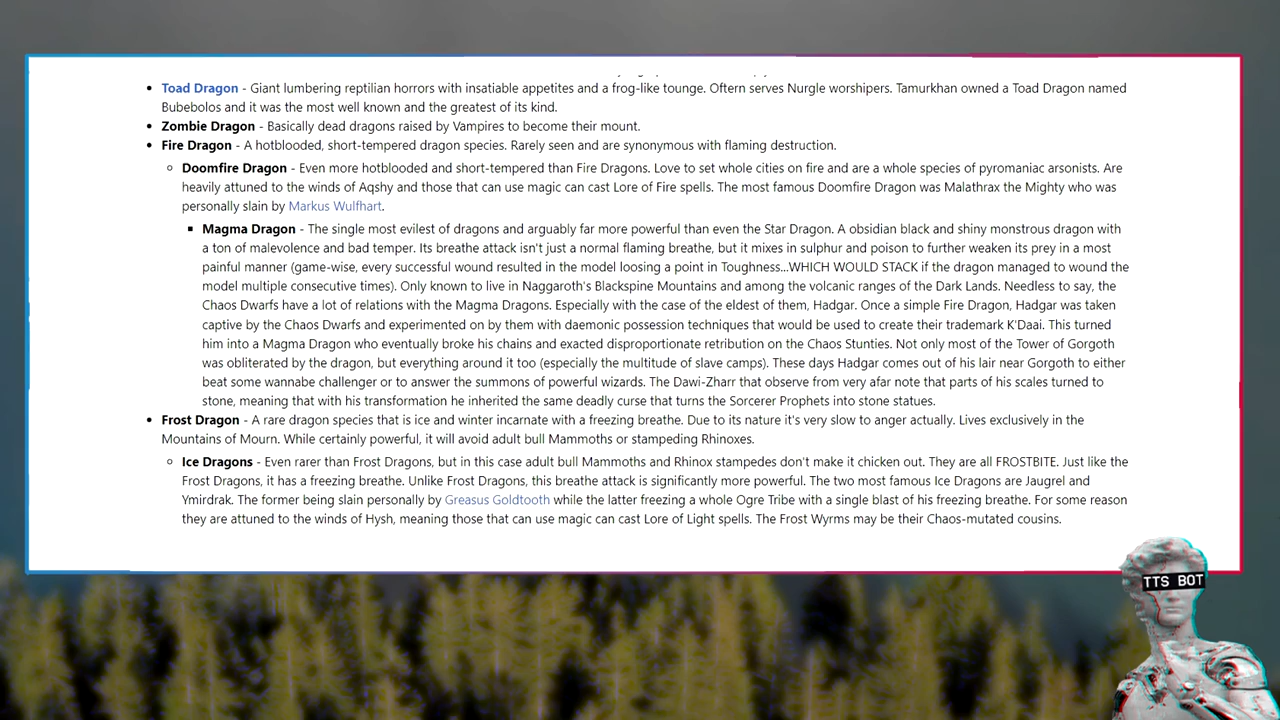 Toad Dragon - Giant lumbering reptilian horrors with insatiable appetites and a frog-like tounge. Oftern serves Nurgle worshipers. Tamurkhan owned a Toad Dragon named
Bubebolos and it was the most well known and the greatest of its kind.
Zombie Dragon - Basically dead dragons raised by Vampires to become their mount.
Fire Dragon - A hotblooded, short-tempered dragon species. Rarely seen and are synonymous with flaming destruction.
Doomfire Dragon - Even more hotblooded and short-tempered than Fire Dragons. Love to set whole cities on fire and are a whole species of pyromaniac arsonists. Are
heavily attuned to the winds of Aqshy and those that can use magic can cast Lore of Fire spells. The most famous Doomfire Dragon was Malathrax the Mighty who was
personally slain by Markus Wulfhart.
Magma Dragon - The single most evilest of dragons and arguably far more powerful than even the Star Dragon. A obsidian black and shiny monstrous dragon with
a ton of malevolence and bad temper. Its breathe attack isn't just a normal flaming breathe, but it mixes in sulphur and poison to further weaken its prey in a most
painful manner (game-wise, every successful wound resulted in the model loosing a point in Toughness...WHICH WOULD STACK if the dragon managed to wound the
model multiple consecutive times). Only known to live in Naggaroth's Blackspine Mountains and among the volcanic ranges of the Dark Lands. Needless to say, the
Chaos Dwarfs have a lot of relations with the Magma Dragons. Especially with the case of the eldest of them, Hadgar. Once a simple Fire Dragon, Hadgar was taken
captive by the Chaos Dwarfs and experimented on by them with daemonic possession techniques that would be used to create their trademark K'Daai. This turned
him into a Magma Dragon who eventually broke his chains and exacted disproportionate retribution on the Chaos Stunties. Not only most of the Tower of Gorgoth
was obliterated by the dragon, but everything around it too (especially the multitude of slave camps). These days Hadgar comes out of his lair near Gorgoth to either
beat some wannabe challenger or to answer the summons of powerful wizards. The Dawi-Zharr that observe from very afar note that parts of his scales turned to
stone, meaning that with his transformation he inherited the same deadly curse that turns the Sorcerer Prophets into stone statues.
Frost Dragon - A rare dragon species that is ice and winter incarnate with a freezing breathe. Due to its nature it's very slow to anger actually. Lives exclusively in the
Mountains of Mourn. While certainly powerful, it will avoid adult bull Mammoths or stampeding Rhinoxes.
Ice Dragons - Even rarer than Frost Dragons, but in this case adult bull Mammoths and Rhinox stampedes don't make it chicken out. They are all FROSTBITE. Just like the
Frost Dragons, it has a freezing breathe. Unlike Frost Dragons, this breathe attack is significantly more powerful. The two most famous Ice Dragons are Jaugrel and
Ymirdrak. The former being slain personally by Greasus Goldtooth while the latter freezing a whole Ogre Tribe with a single blast of his freezing breathe. For some reason
they are attuned to the winds of Hysh, meaning those that can use magic can cast Lore of Light spells. The Frost Wyrms may be their Chaos-mutated cousins.
TTS BOT